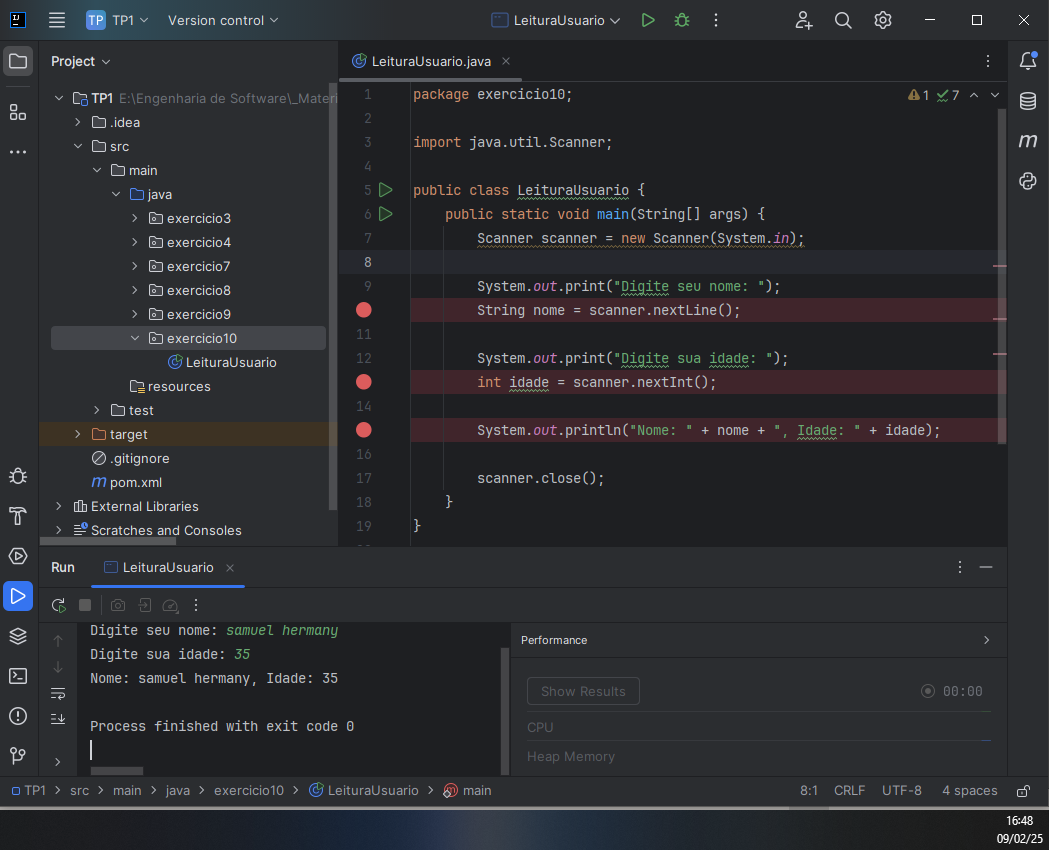 TP TP1 Version control LeituraUsuario
Project
LeituraUsuario.java
TP1 E:\Engenharia de Software\_Materi
.idea
src
main
java
exercicio3
exercicio4
exercicio7
exercicio8
exercicio9
exercicio10
LeituraUsuario
resources
test
target
.gitignore
m pom.xml
External Libraries
Scratches and Consoles
1 package exercicio10;
2
3 import java.util.Scanner;
4
5 public class LeituraUsuario {
6 public static void main(String[] args) {
7 Scanner scanner = new Scanner(System.in);
8
9 System.out.print("Digite seu nome: ");
String nome = scanner.nextLine();
11
12 System.out.print("Digite sua idade: ");
int idade = scanner.nextInt();
14
System.out.println("Nome: " + nome + ", Idade: " + idade);
16
17 scanner.close();
18 }
19 }
1 7
m
Run LeituraUsuario
Digite seu nome: samuel hermany
Digite sua idade: 35
Nome: samuel hermany, Idade: 35
Process finished with exit code 0
Performance
Show Results 00:00
CPU
Heap Memory
TP1 > src > main > java > exercicio10 > LeituraUsuario > m main 8:1 CRLF UTF-8 4 spaces
16:48
09/02/25